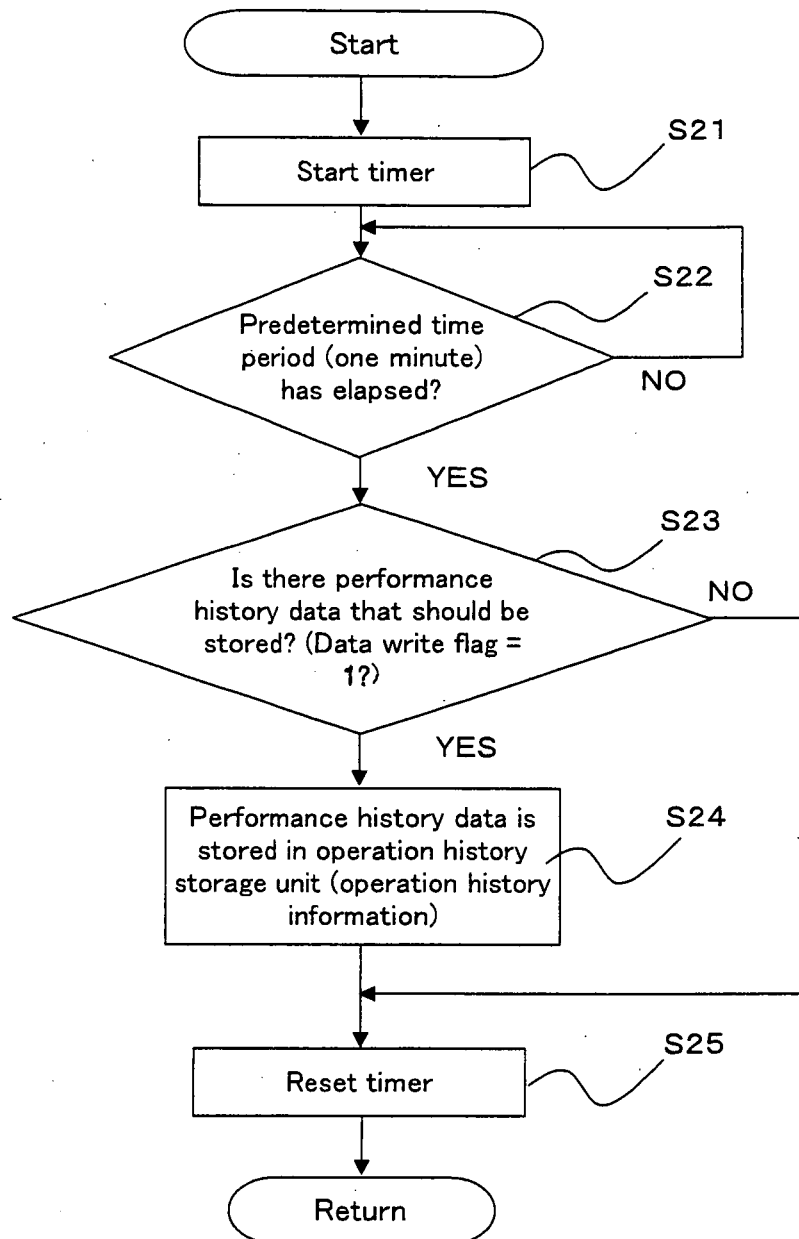 Start
S21
Start timer
S22
Predetermined time
period (one minute)
has elapsed?
NO
YES
S23
Is there performance
history data that should be
stored? (Data write flag =
1?)
NO
YES
S24
Performance history data is
stored in operation history
storage unit (operation history
information)
S25
Reset timer
Return